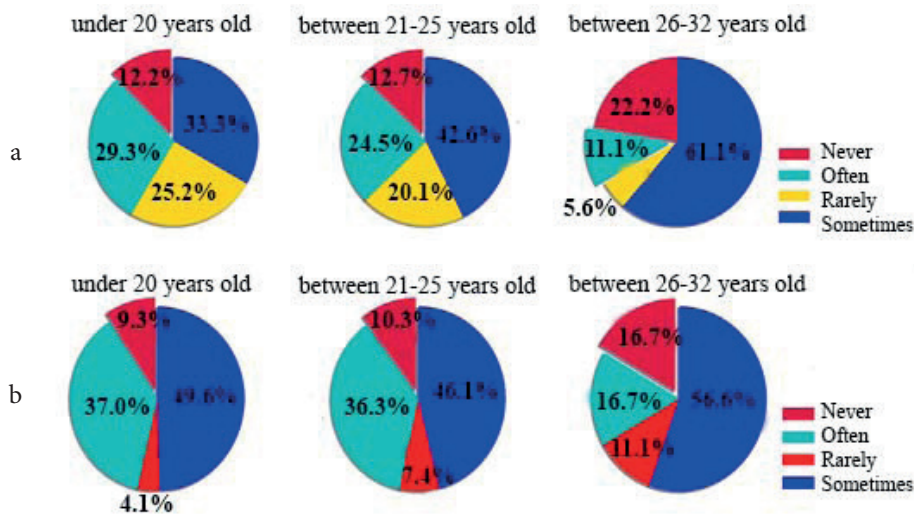 under 20 years old
between 21-25 years old
between 26-32 years old
a
12.2%
33.3%
29.3%
25.2%
12.7%
42.6%
24.5%
20.1%
22.2%
11.1%
61.1%
5.6%
Never
Often
Rarely
Sometimes
under 20 years old
between 21-25 years old
between 26-32 years old
b
9.3%
49.6%
37.0%
4.1%
10.3%
46.1%
36.3%
7.4%
16.7%
16.7%
56.6%
11.1%
Never
Often
Rarely
Sometimes